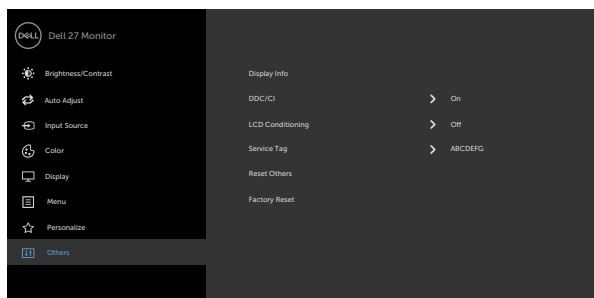 DELL
Dell 27 Monitor
Brightness/Contrast
Auto Adjust
Input Source
Color
Display
Menu
Personalize
Others
Display Info
DDC/CI On
LCD Conditioning Off
Service Tag ABCDEFG
Reset Others
Factory Reset